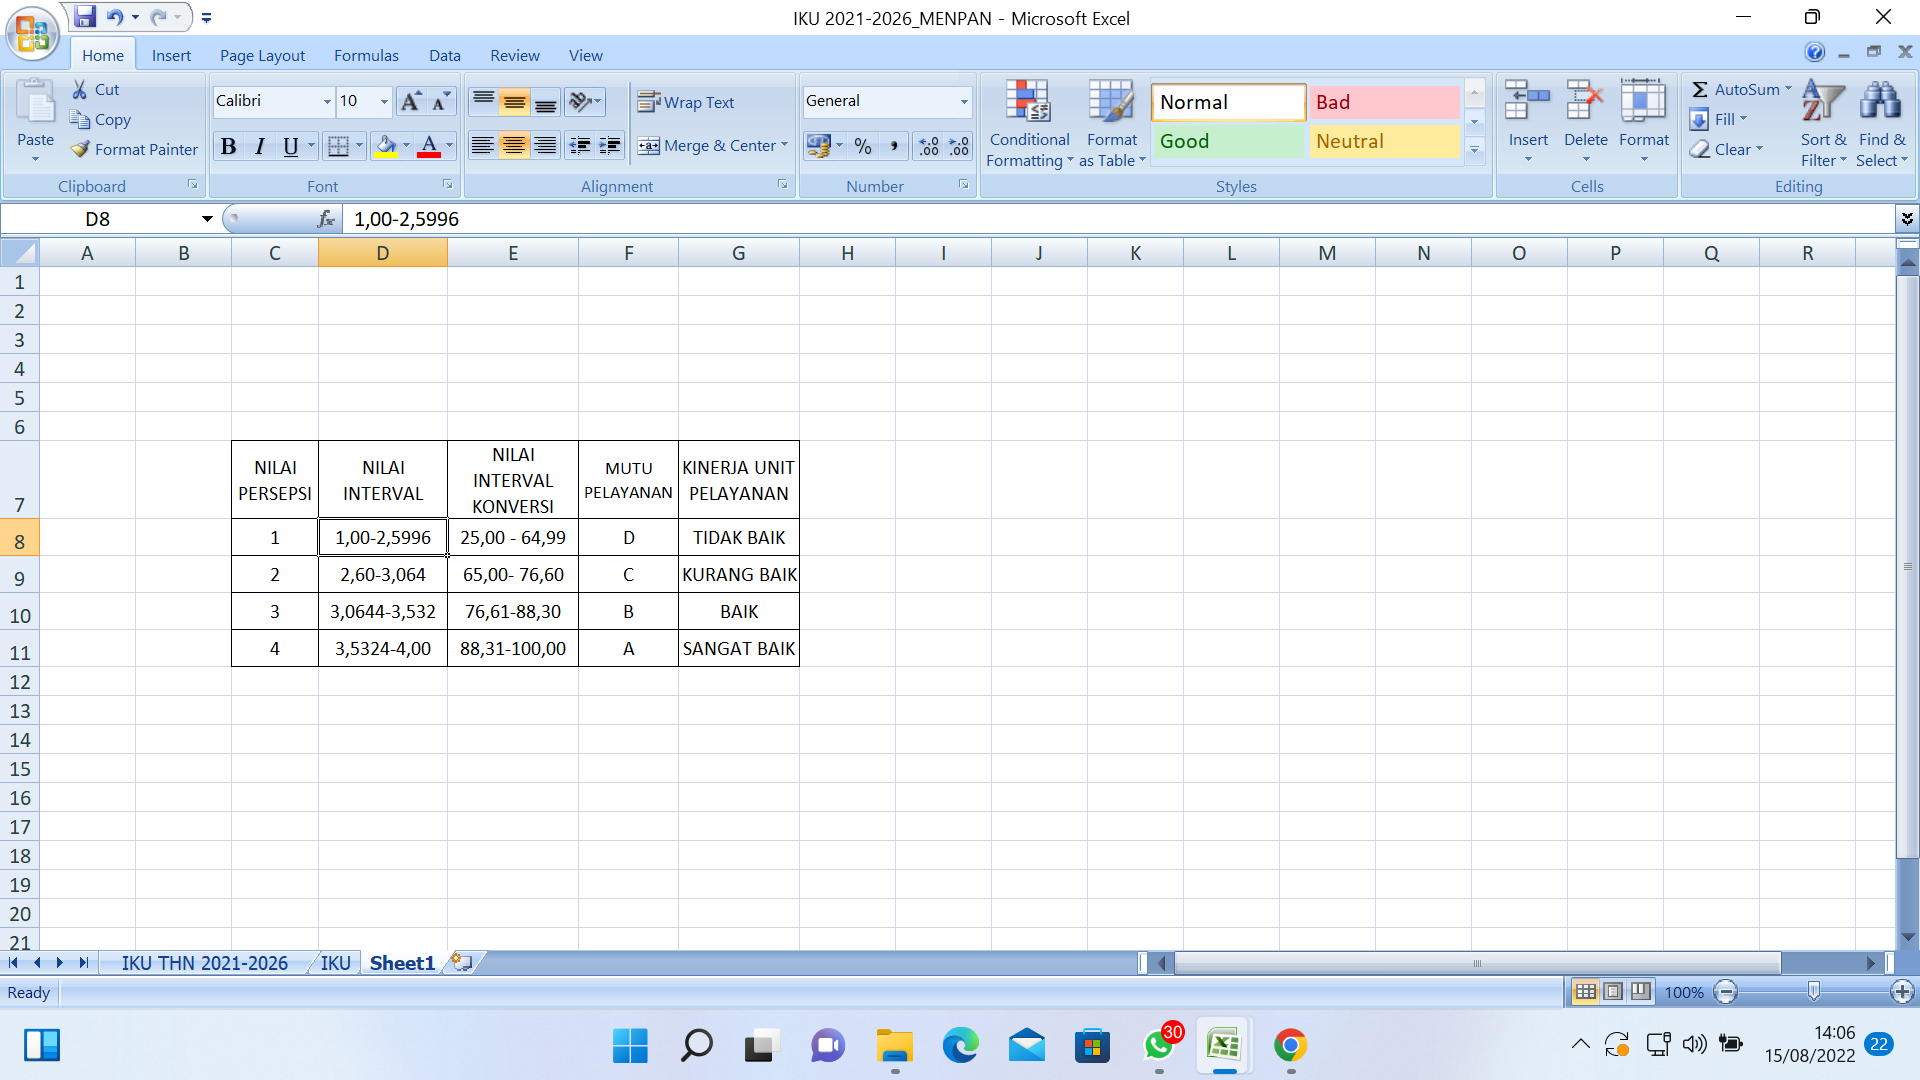 IKU 2021-2026_MENPAN - Microsoft Excel
Home Insert Page Layout Formulas Data Review View
Paste
Cut
Copy
Format Painter
Clipboard
Calibri 10
B I U
Font
Wrap Text
Merge & Center
Alignment
General
%
Number
Conditional Formatting
Format as Table
Normal Bad
Good Neutral
Styles
Insert Delete Format
Cells
AutoSum
Fill
Clear
Sort & Filter
Find & Select
Editing
D8 fx 1,00-2,5996
A B C D E F G H I J K L M N O P Q R
1
2
3
4
5
6
7
NILAI PERSEPSI
NILAI INTERVAL
NILAI INTERVAL KONVERSI
MUTU PELAYANAN
KINERJA UNIT PELAYANAN
8 1 1,00-2,5996 25,00 - 64,99 D TIDAK BAIK
9 2 2,60-3,064 65,00- 76,60 C KURANG BAIK
10 3 3,0644-3,532 76,61-88,30 B BAIK
11 4 3,5324-4,00 88,31-100,00 A SANGAT BAIK
12
13
14
15
16
17
18
19
20
21
IKU THN 2021-2026 IKU Sheet1
Ready 100%
30
14:06
15/08/2022
22